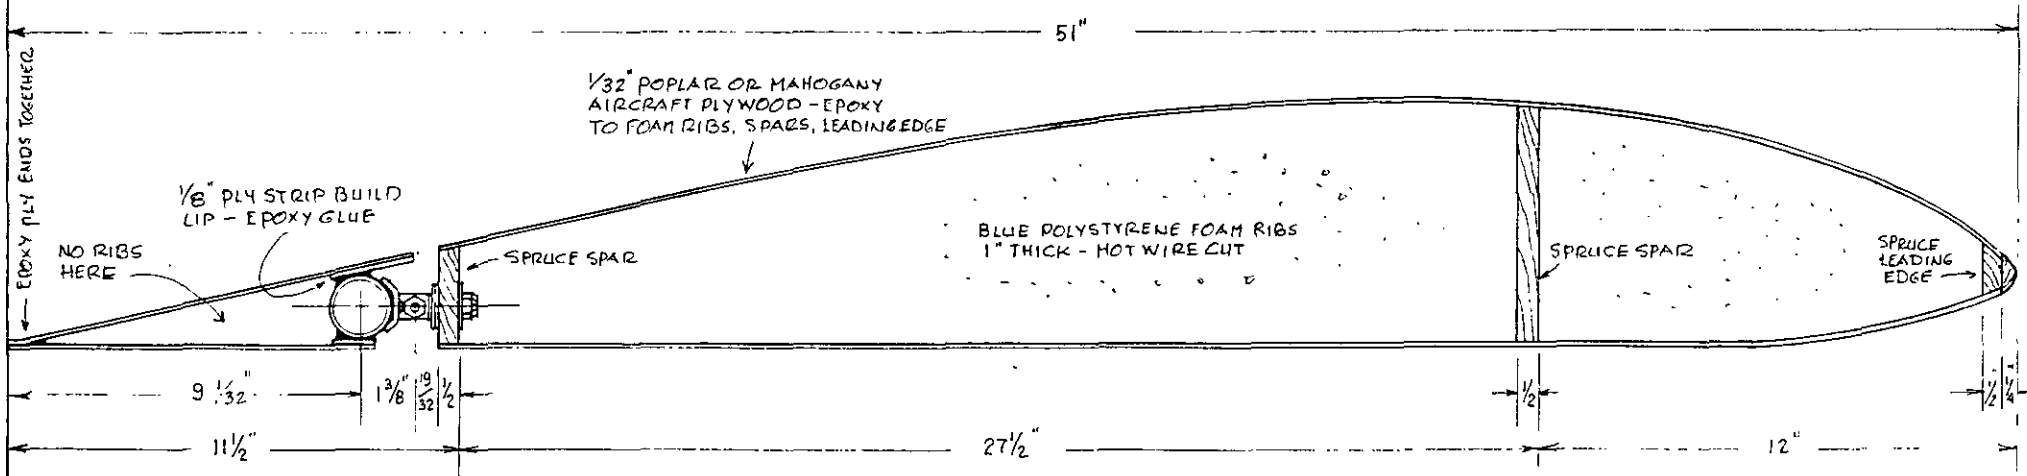 51"
EPOXY PLY ENDS TOGETHER
1/32" POPLAR OR MAHOGANY
AIRCRAFT PLYWOOD - EPOXY
TO FOAM RIBS, SPARS, LEADING EDGE
1/8" PLY STRIP BUILD
LIP - EPOXY GLUE
NO RIBS
HERE
SPRUCE SPAR
BLUE POLYSTYRENE FOAM RIBS
1" THICK - HOT WIRE CUT
SPRUCE SPAR
SPRUCE
LEADING
EDGE
9 1/32"
1 3/8"
19/32
1/2
1/2
1/2
1/4
11 1/2"
27 1/2"
12"